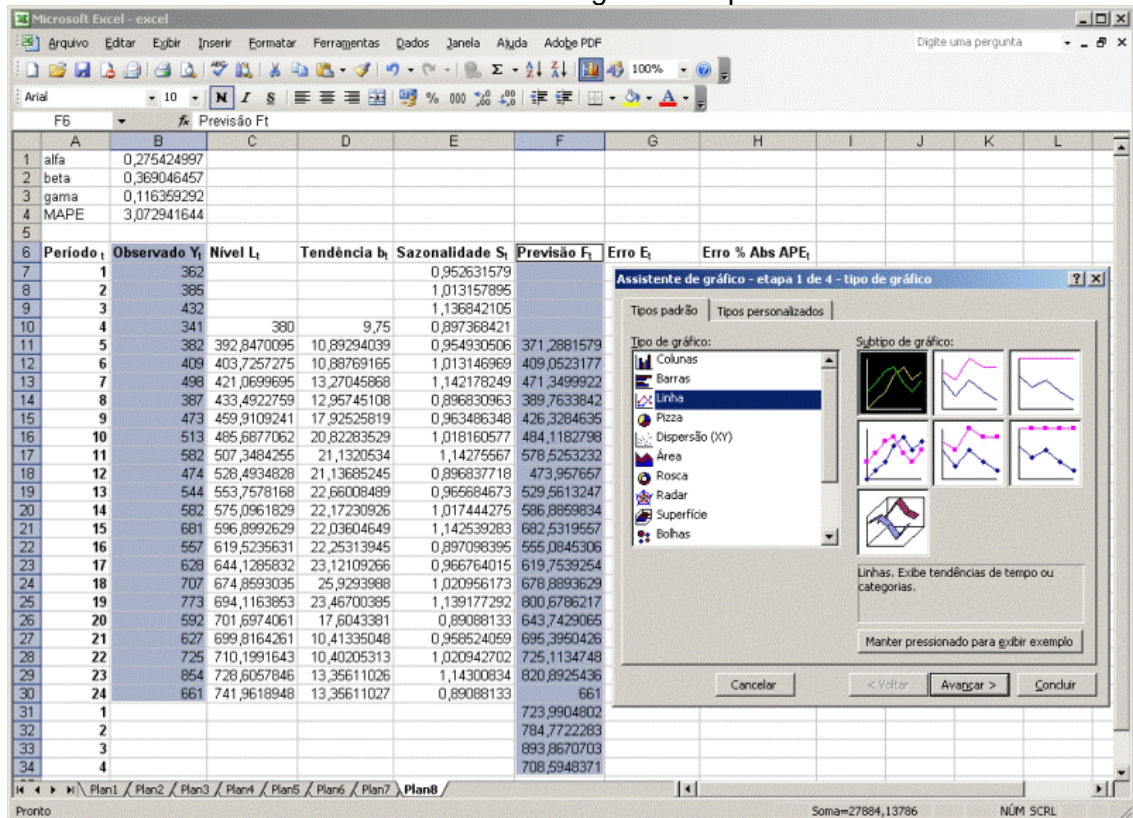 Microsoft Excel - excel
Arquivo Editar Exibir Inserir Formatar Ferramentas Dados Janela Ajuda Adobe PDF Digite uma pergunta
100%
Arial 10 N I S % 000
F6 fx Previsão Ft
A B C D E F G H I J K L
1 alfa 0,275424997
2 beta 0,369046457
3 gama 0,116359292
4 MAPE 3,072941644
5
6 Período t Observado Yt Nível Lt Tendência bt Sazonalidade St Previsão Ft Erro Et Erro % Abs APEt
7 1 362 0,952631579
8 2 385 1,013157895
9 3 432 1,136842105
10 4 341 380 9,75 0,897368421
11 5 382 392,8470095 10,89294039 0,954930506 371,2881579
12 6 409 403,7257275 10,88769165 1,013146969 409,0523177
13 7 498 421,0699695 13,27045868 1,142178249 471,3499922
14 8 387 433,4922759 12,95745108 0,896830963 389,7633842
15 9 473 459,9109241 17,92525819 0,963486348 426,3284635
16 10 513 485,6877062 20,82283529 1,018160577 484,1182798
17 11 582 507,3484255 21,1320534 1,14275567 578,5253232
18 12 474 528,4934828 21,13685245 0,896837718 473,957657
19 13 544 553,7578168 22,66008489 0,965684673 529,5613247
20 14 582 575,0961829 22,17230926 1,017444275 586,8859834
21 15 681 596,8992629 22,03604649 1,142539283 682,5319557
22 16 557 619,5235631 22,25313945 0,897098395 555,0845306
23 17 628 644,1285832 23,12109266 0,966764015 619,7539254
24 18 707 674,8593035 25,9293988 1,020956173 678,8893629
25 19 773 694,1163853 23,46700385 1,139177292 800,6786217
26 20 592 701,6974061 17,6043381 0,89088133 643,7429065
27 21 627 699,8164261 10,41335048 0,958524059 695,3950426
28 22 725 710,1991643 10,40205313 1,020942702 725,1134748
29 23 854 728,6057846 13,35611026 1,14300834 820,8925436
30 24 661 741,9618948 13,35611027 0,89088133 661
31 1 723,9904802
32 2 784,7722283
33 3 893,8670703
34 4 708,5948371
Assistente de gráfico - etapa 1 de 4 - tipo de gráfico
Tipos padrão Tipos personalizados
Tipo de gráfico: Subtipo de gráfico:
Colunas
Barras
Linha
Pizza
Dispersão (XY)
Área
Rosca
Radar
Superfície
Bolhas
Linhas. Exibe tendências de tempo ou
categorias.
Manter pressionado para exibir exemplo
Cancelar < Voltar Avançar > Concluir
Plan1 Plan2 Plan3 Plan4 Plan5 Plan6 Plan7 Plan8
Pronto Soma=27884,13786 NÚM SCRL